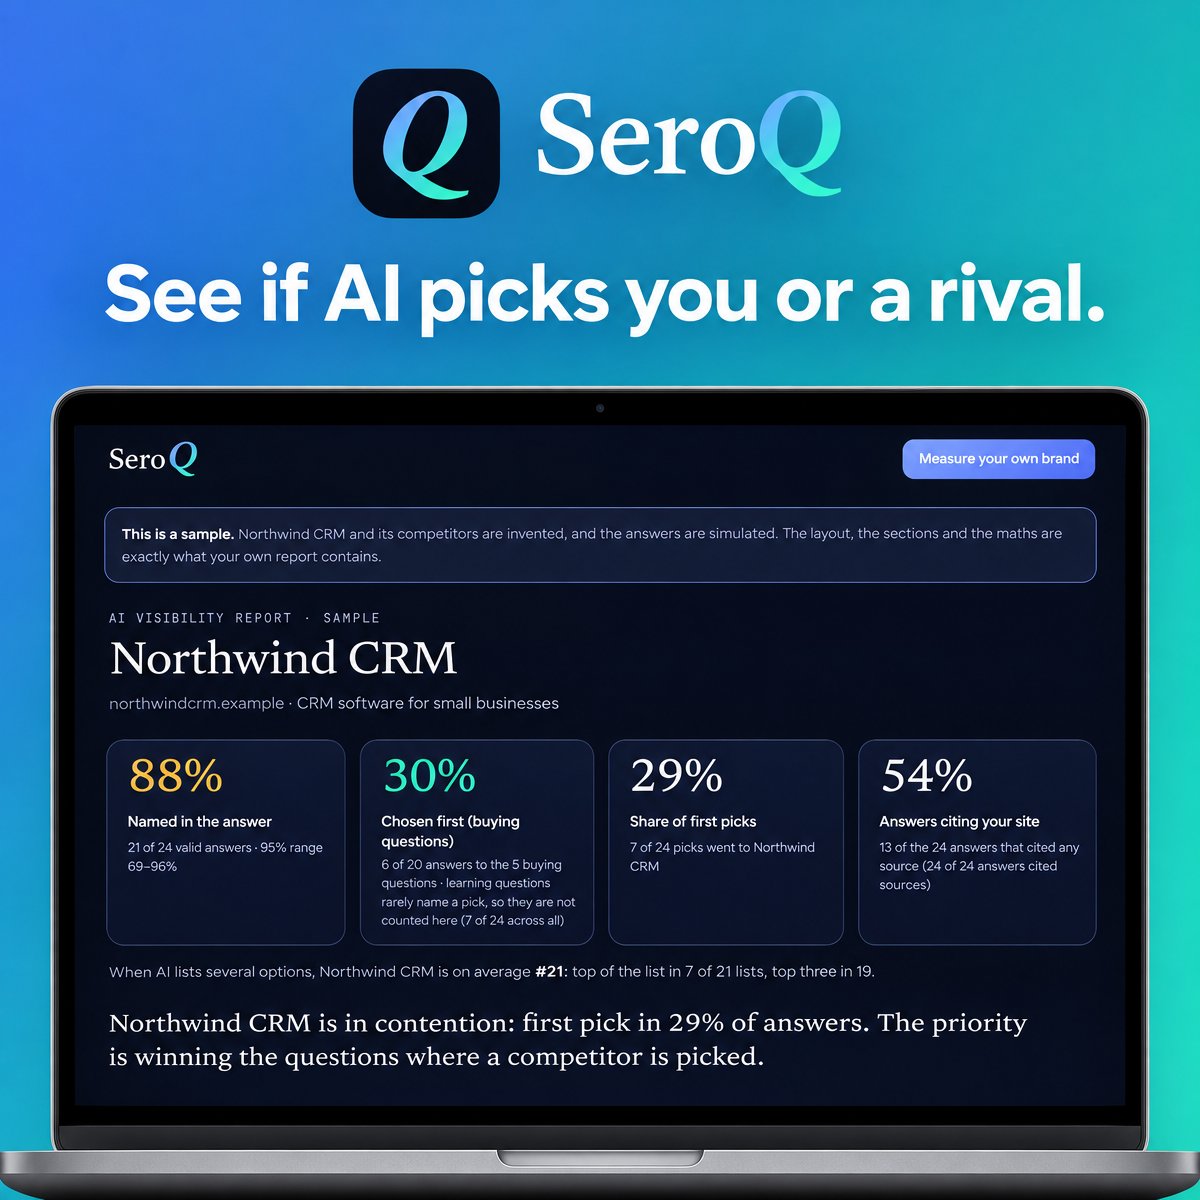 Q SeroQ
See if AI picks you or a rival.
SeroQ
Measure your own brand
This is a sample. Northwind CRM and its competitors are invented, and the answers are simulated. The layout, the sections and the maths are
exactly what your own report contains.
AI VISIBILITY REPORT · SAMPLE
Northwind CRM
northwindcrm.example · CRM software for small businesses
88%
Named in the answer
21 of 24 valid answers · 95% range
69–96%
30%
Chosen first (buying
questions)
6 of 20 answers to the 5 buying
questions · learning questions
rarely name a pick, so they are not
counted here (7 of 24 across all)
29%
Share of first picks
7 of 24 picks went to Northwind
CRM
54%
Answers citing your site
13 of the 24 answers that cited any
source (24 of 24 answers cited
sources)
When AI lists several options, Northwind CRM is on average #21: top of the list in 7 of 21 lists, top three in 19.
Northwind CRM is in contention: first pick in 29% of answers. The priority
is winning the questions where a competitor is picked.